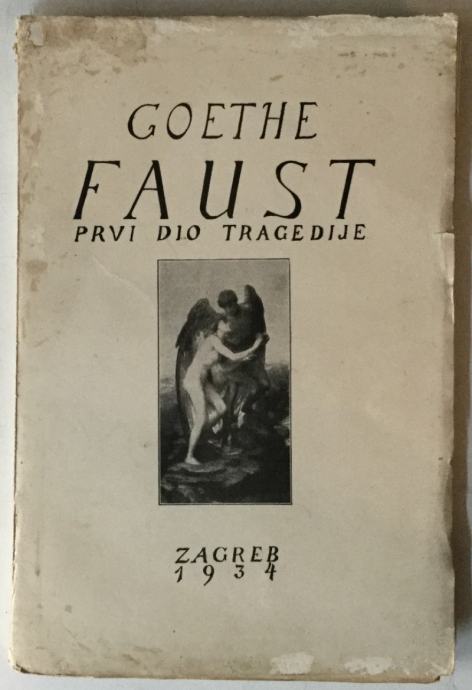 GOETHE
FAUST
PRVI DIO TRAGEDIJE
ZAGREB
1934